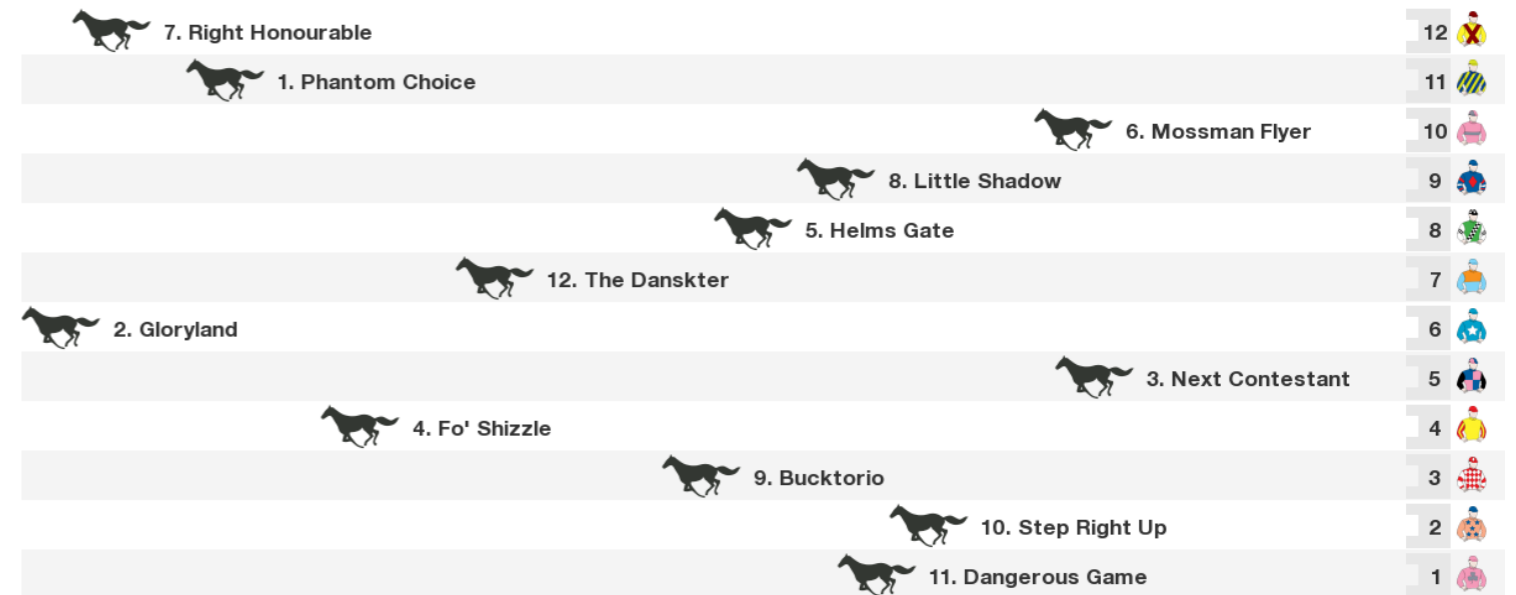 7. Right Honourable 12
1. Phantom Choice 11
6. Mossman Flyer 10
8. Little Shadow 9
5. Helms Gate 8
12. The Danskter 7
2. Gloryland 6
3. Next Contestant 5
4. Fo' Shizzle 4
9. Bucktorio 3
10. Step Right Up 2
11. Dangerous Game 1